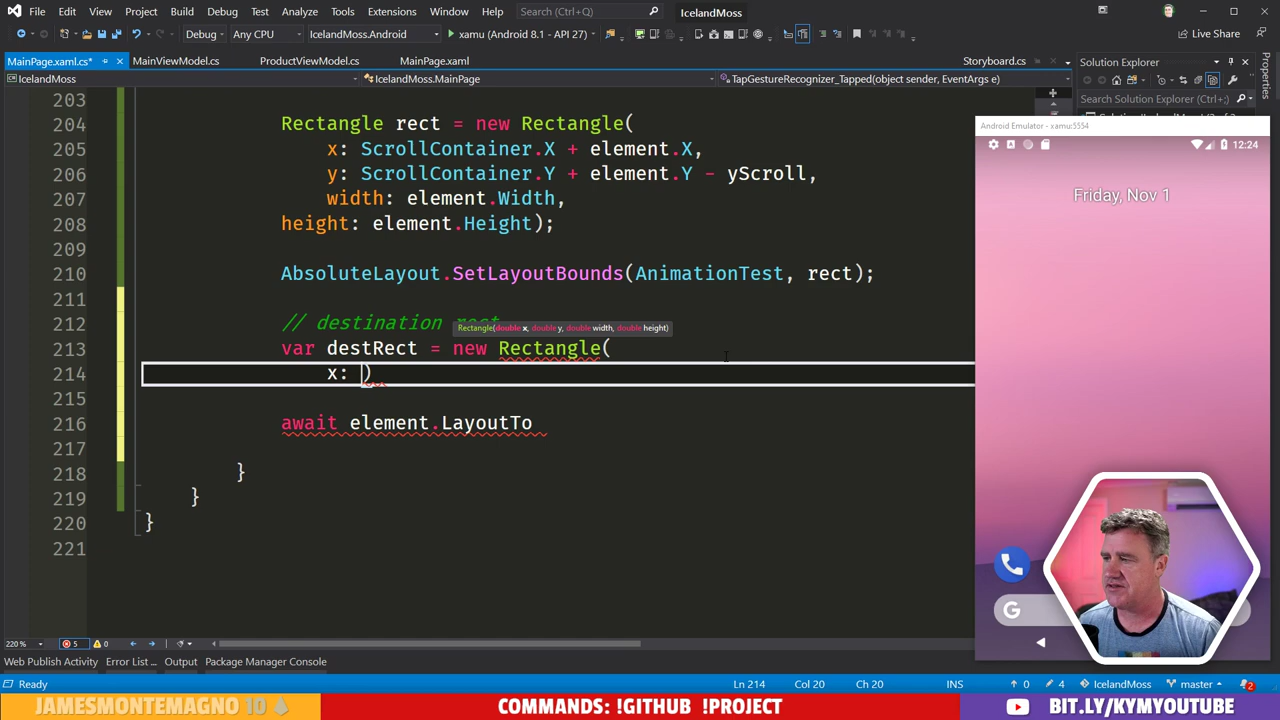 File Edit View Project Build Debug Test Analyze Tools Extensions Window Help Search (Ctrl+Q) IcelandMoss
Debug Any CPU IcelandMoss.Android xamu (Android 8.1 - API 27) Live Share
MainPage.xaml.cs* MainViewModel.cs ProductViewModel.cs MainPage.xaml Storyboard.cs Solution Explorer Properties
IcelandMoss IcelandMoss.MainPage TapGestureRecognizer_Tapped(object sender, EventArgs e)
Search Solution Explorer (Ctrl+;)
Android Emulator - xamu:5554
12:24
Friday, Nov 1
203
204 Rectangle rect = new Rectangle(
205 x: ScrollContainer.X + element.X,
206 y: ScrollContainer.Y + element.Y - yScroll,
207 width: element.Width,
208 height: element.Height);
209
210 AbsoluteLayout.SetLayoutBounds(AnimationTest, rect);
211
212 // destination rect
Rectangle(double x, double y, double width, double height)
213 var destRect = new Rectangle(
214 x: )
215
216 await element.LayoutTo
217
218 }
219 }
220 }
221
G
220 % 5 0
Web Publish Activity Error List ... Output Package Manager Console
Ready Ln 214 Col 20 Ch 20 INS 0 4 IcelandMoss master 2
JAMESMONTEMAGNO 10 COMMANDS: !GITHUB !PROJECT BIT.LY/KYMYOUTUBE